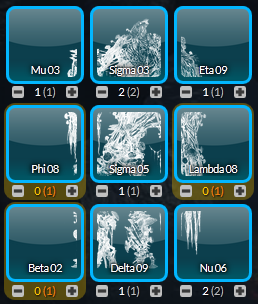 Mu 03 Sigma 03 Eta 09
1 (1) 2 (2) 1 (1)
Phi 08 Sigma 05 Lambda 08
0 (1) 1 (1) 0 (1)
Beta 02 Delta 09 Nu 06
0 (1) 1 (1) 2 (2)